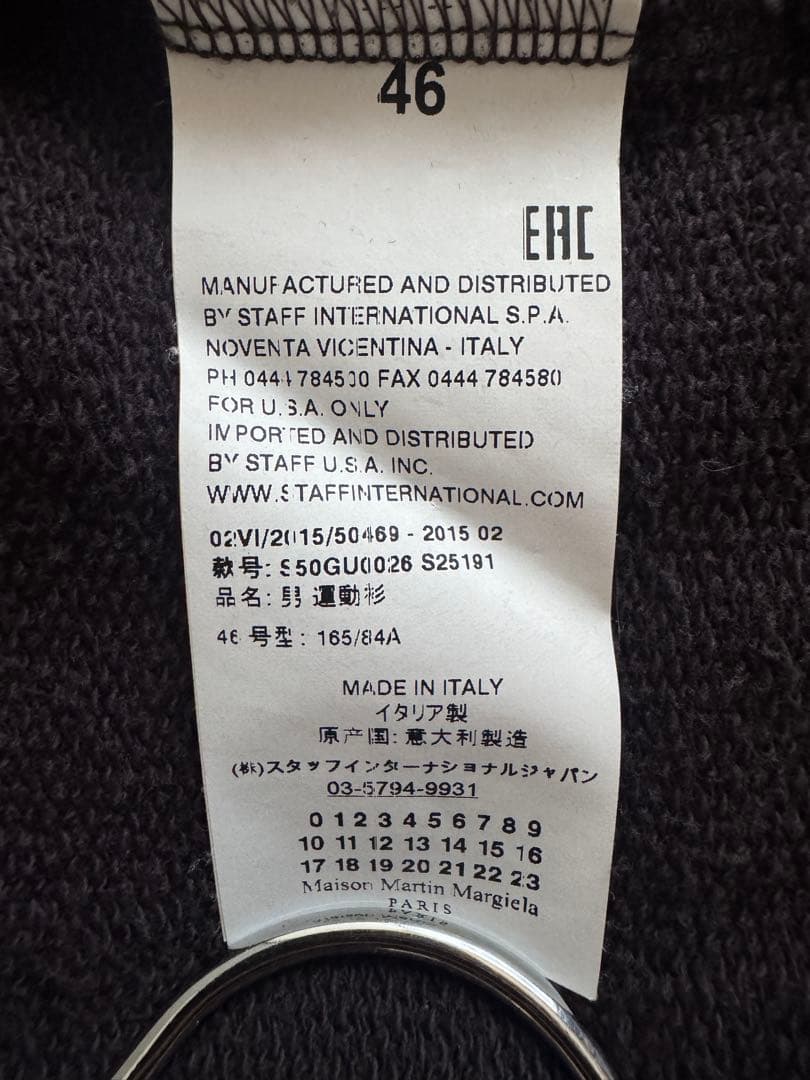 46
EAC
MANUFACTURED AND DISTRIBUTED
BY STAFF INTERNATIONAL S.P.A.
NOVENTA VICENTINA - ITALY
PH 0444 784500 FAX 0444 784580
FOR U.S.A. ONLY
IMPORTED AND DISTRIBUTED
BY STAFF U.S.A. INC.
WWW.STAFFINTERNATIONAL.COM
02VI/2015/50469 - 2015 02
款号: S50GU0026 S25191
品名: 男 運動衫
46 号型: 165/84A
MADE IN ITALY
イタリア製
原产国: 意大利製造
(株)スタッフインターナショナルジャパン
03-5794-9931
0 1 2 3 4 5 6 7 8 9
10 11 12 13 14 15 16
17 18 19 20 21 22 23
Maison Martin Margiela
PARIS